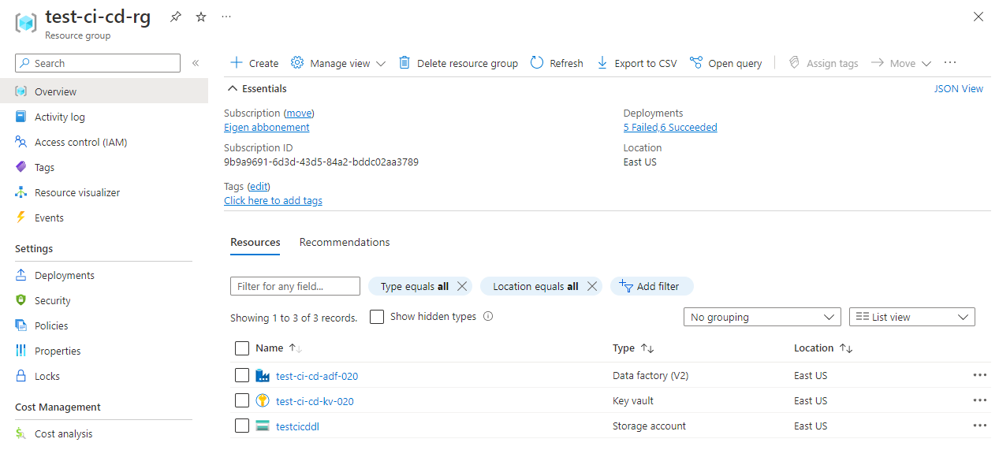 test-ci-cd-rg
Resource group
Search
Overview
Activity log
Access control (IAM)
Tags
Resource visualizer
Events
Settings
Deployments
Security
Policies
Properties
Locks
Cost Management
Cost analysis
Create Manage view Delete resource group Refresh Export to CSV Open query Assign tags Move
Essentials JSON View
Subscription (move)
Eigen abbonement
Subscription ID
9b9a9691-6d3d-43d5-84a2-bddc02aa3789
Deployments
5 Failed,6 Succeeded
Location
East US
Tags (edit)
Click here to add tags
Resources Recommendations
Filter for any field... Type equals all Location equals all Add filter
Showing 1 to 3 of 3 records. Show hidden types No grouping List view
Name Type Location
test-ci-cd-adf-020 Data factory (V2) East US
test-ci-cd-kv-020 Key vault East US
testcicddl Storage account East US